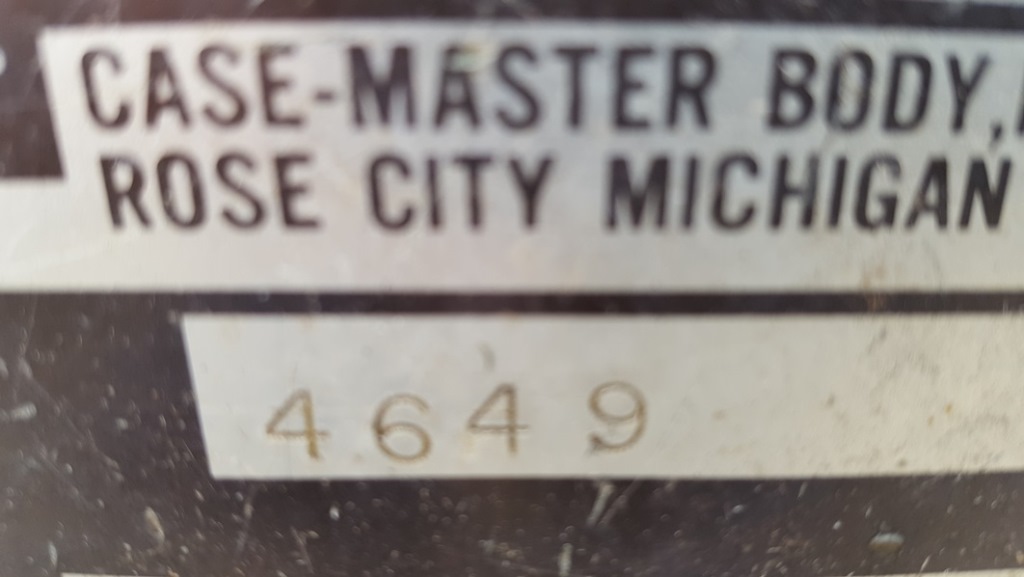 CASE-MASTER BODY,
ROSE CITY MICHIGAN
4649